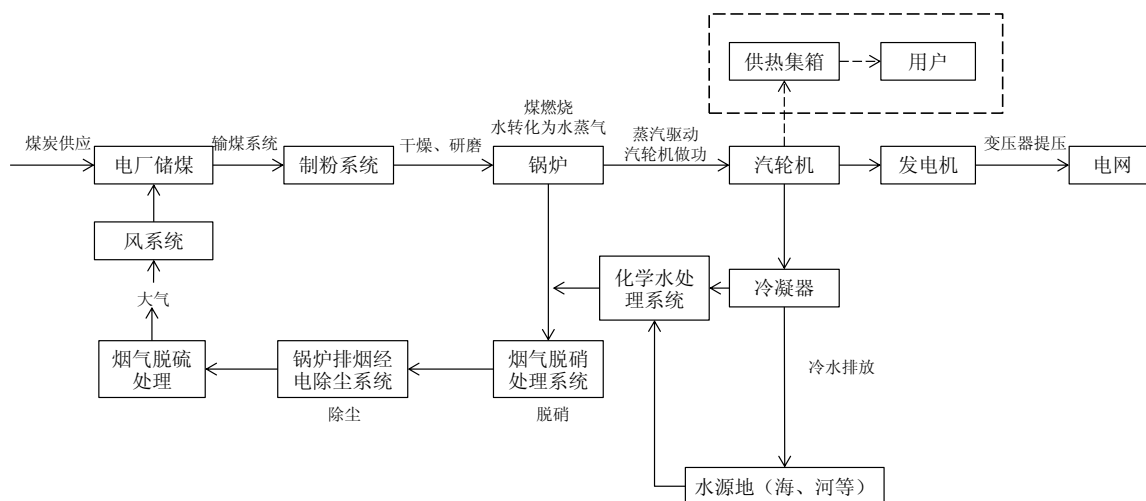 供热集箱
用户
煤燃烧
水转化为水蒸气
煤炭供应
输煤系统
干燥、研磨
蒸汽驱动
汽轮机做功
变压器提压
电厂储煤
制粉系统
锅炉
汽轮机
发电机
电网
风系统
化学水处
理系统
冷凝器
大气
烟气脱硫
处理
锅炉排烟经
电除尘系统
烟气脱硝
处理系统
冷水排放
除尘
脱硝
水源地（海、河等）